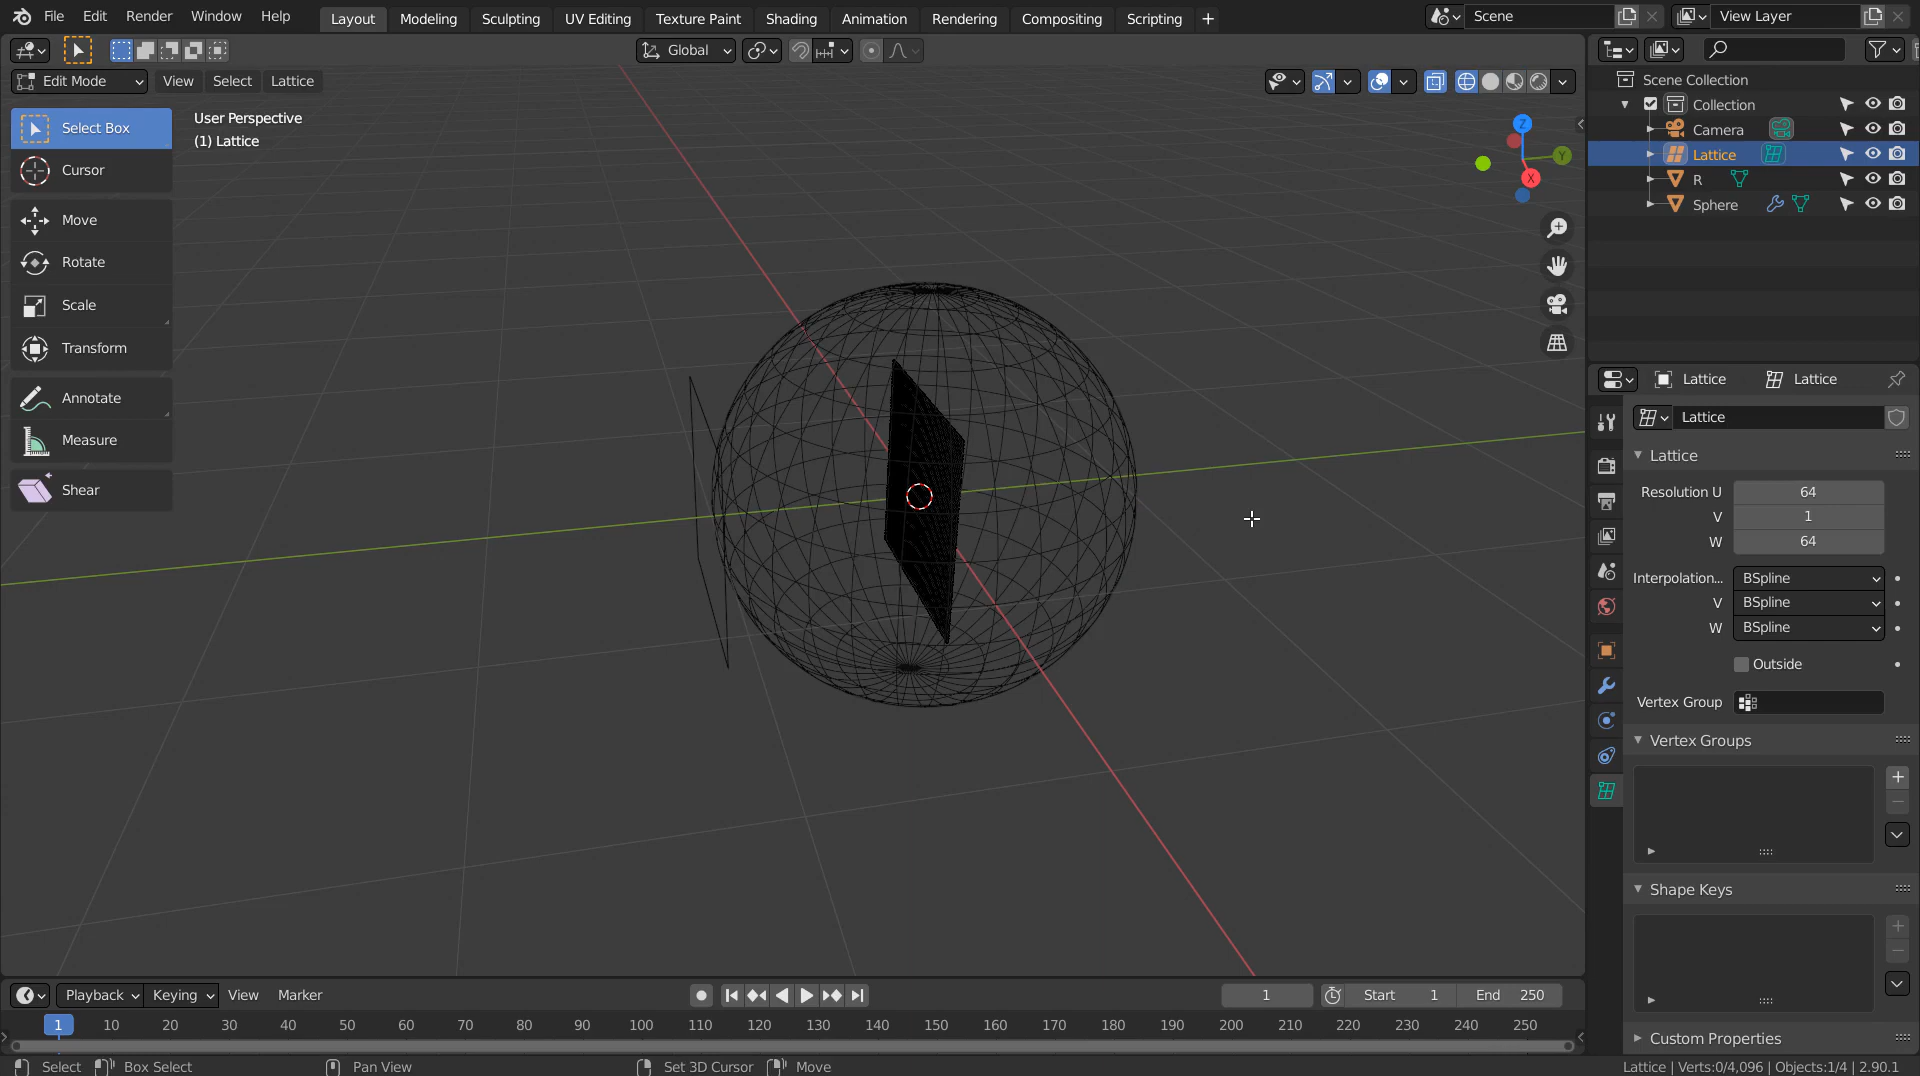 File Edit Render Window Help Layout Modeling Sculpting UV Editing Texture Paint Shading Animation Rendering Compositing Scripting + Scene View Layer
Global
Edit Mode View Select Lattice
Select Box
Cursor
Move
Rotate
Scale
Transform
Annotate
Measure
Shear
User Perspective
(1) Lattice
Z
Y
X
Scene Collection
Collection
Camera
Lattice
R
Sphere
Lattice Lattice
Lattice
Lattice
Resolution U 64
V 1
W 64
Interpolation... BSpline
V BSpline
W BSpline
Outside
Vertex Group
Vertex Groups
Shape Keys
Custom Properties
Playback Keying View Marker 1 Start 1 End 250
1 10 20 30 40 50 60 70 80 90 100 110 120 130 140 150 160 170 180 190 200 210 220 230 240 250
Select Box Select Pan View Set 3D Cursor Move Lattice | Verts:0/4,096 | Objects:1/4 | 2.90.1